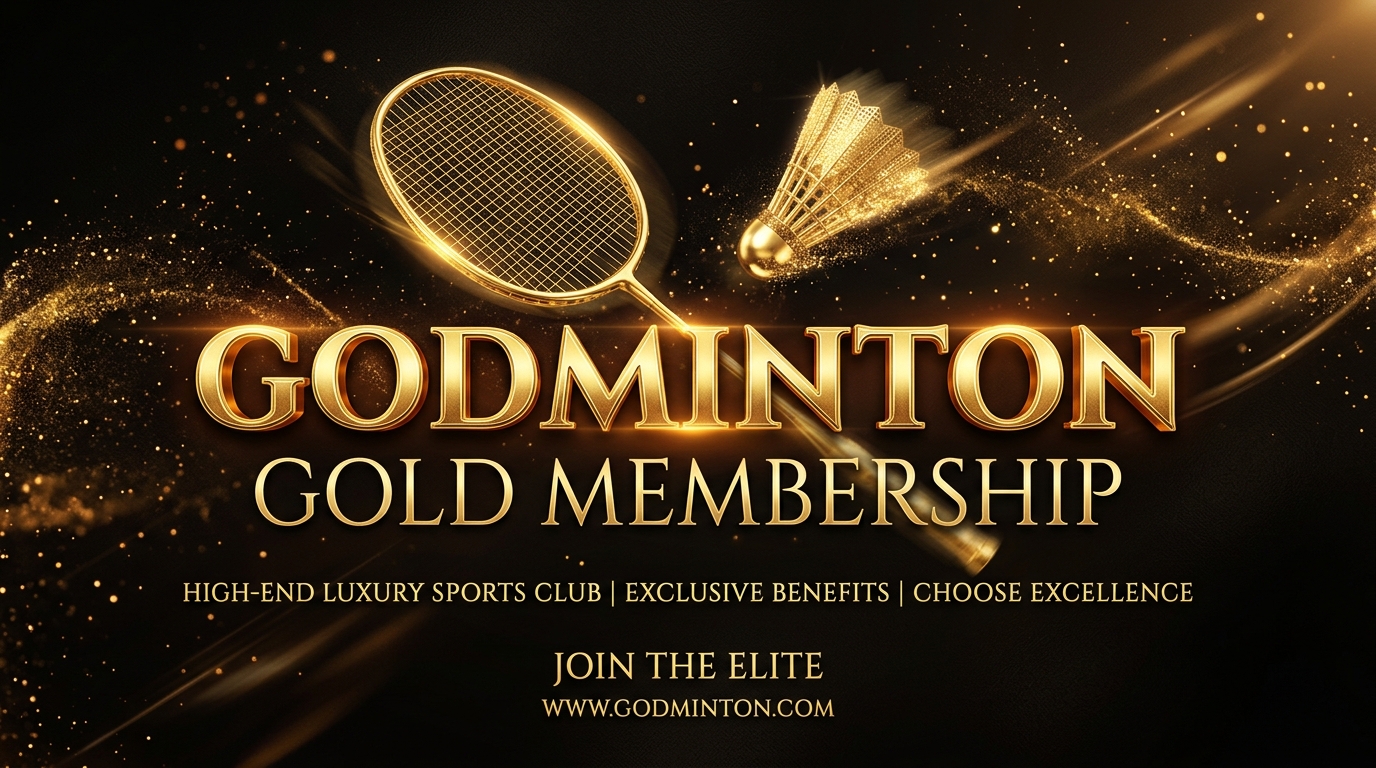 GODMINTON
GOLD MEMBERSHIP
HIGH-END LUXURY SPORTS CLUB | EXCLUSIVE BENEFITS | CHOOSE EXCELLENCE
JOIN THE ELITE
WWW.GODMINTON.COM